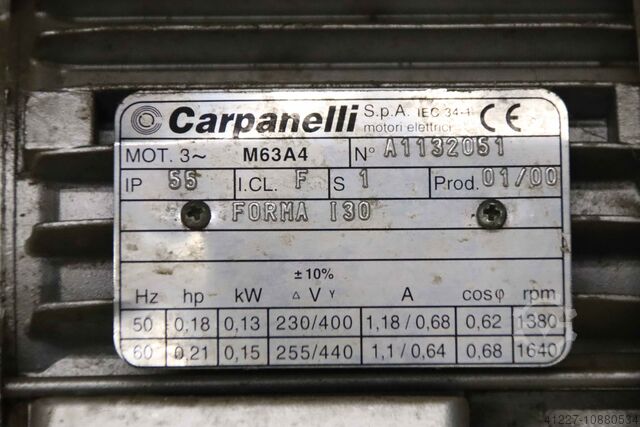 Carpanelli S.p.A. IEC 34-1 CE
motori elettrici
MOT. 3~ M63A4 N° A1132051
IP 55 I.CL. F S 1 Prod. 01/00
FORMA I30
±10%
Hz hp kW △ V Y A cosφ rpm
50 0,18 0,13 230/400 1,18/0,68 0,62 1380
60 0,21 0,15 255/440 1,1/0,64 0,68 1640
41227-10880534